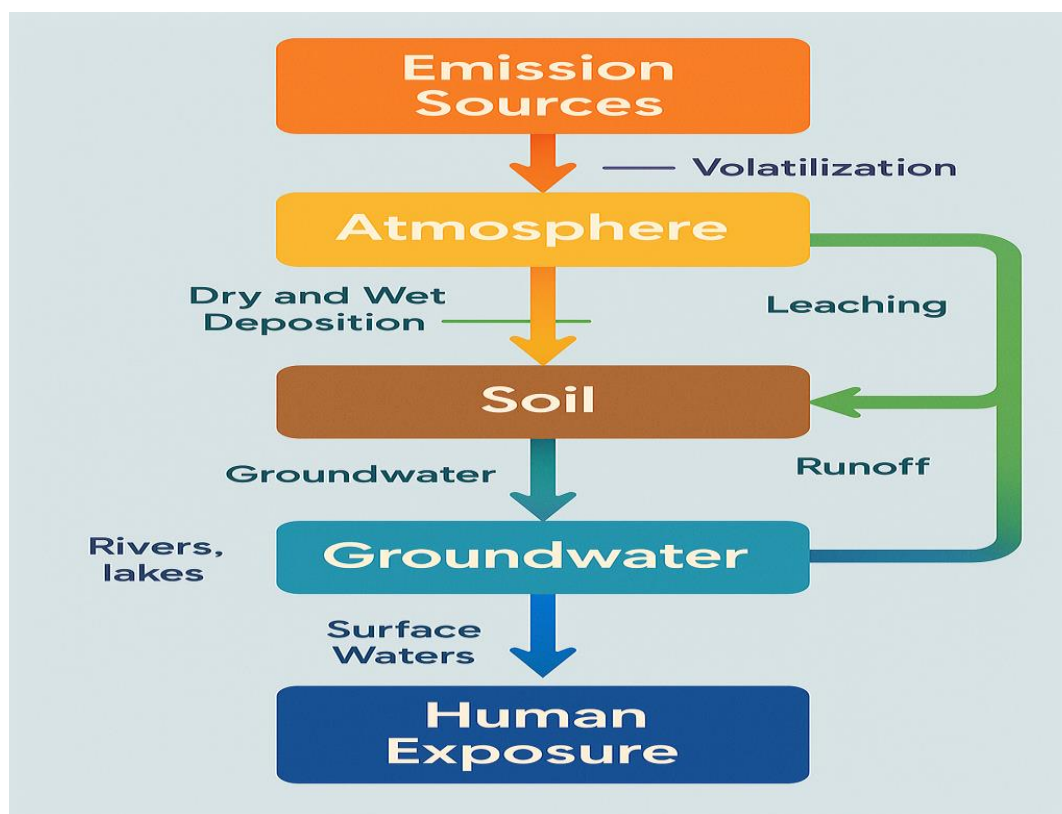 Emission
Sources
Volatilization
Atmosphere
Dry and Wet
Deposition
Leaching
Soil
Groundwater
Runoff
Rivers,
lakes
Groundwater
Surface
Waters
Human
Exposure